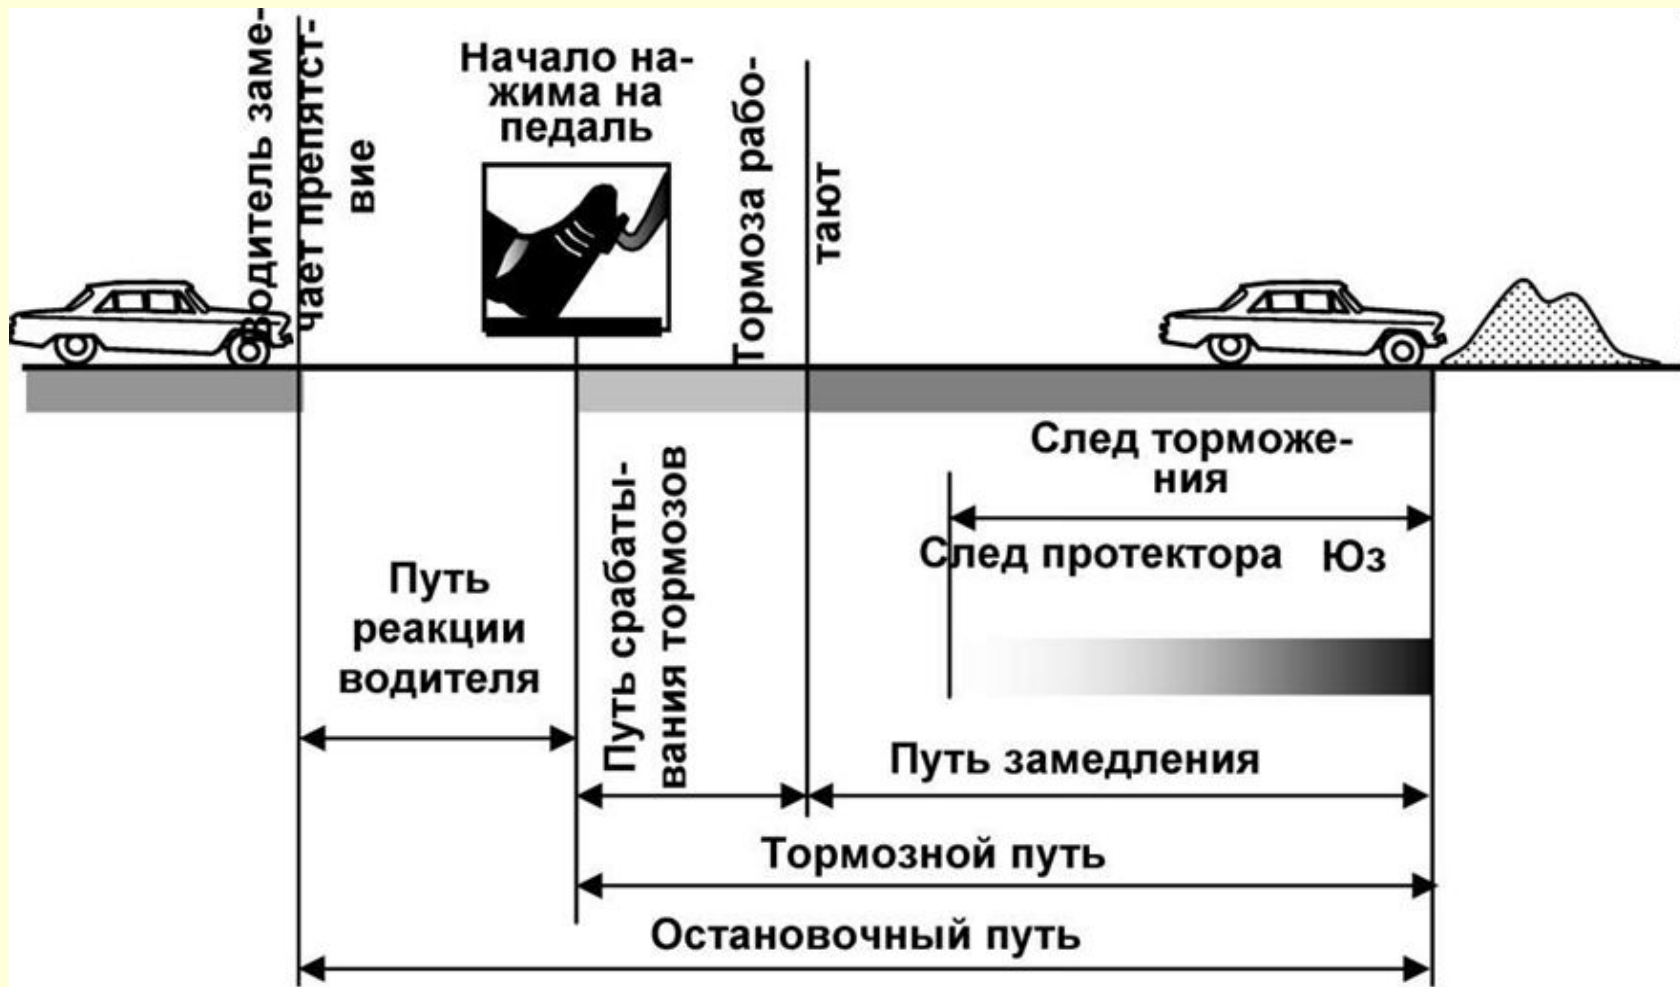 Водитель заме-
чает препятст-
вие
Начало на-
жима на
педаль
Тормоза рабо-
тают
След торможе-
ния
След протектора Юз
Путь
реакции
водителя
Путь срабаты-
вания тормозов
Путь замедления
Тормозной путь
Остановочный путь